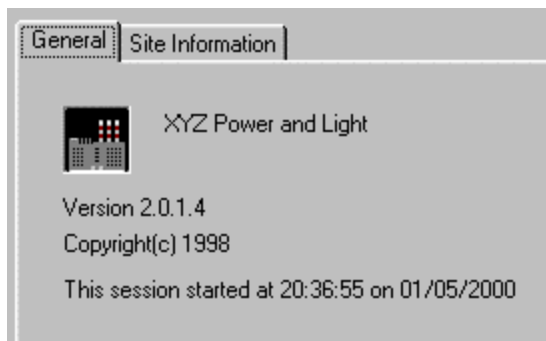 General Site Information
XYZ Power and Light
Version 2.0.1.4
Copyright(c) 1998
This session started at 20:36:55 on 01/05/2000